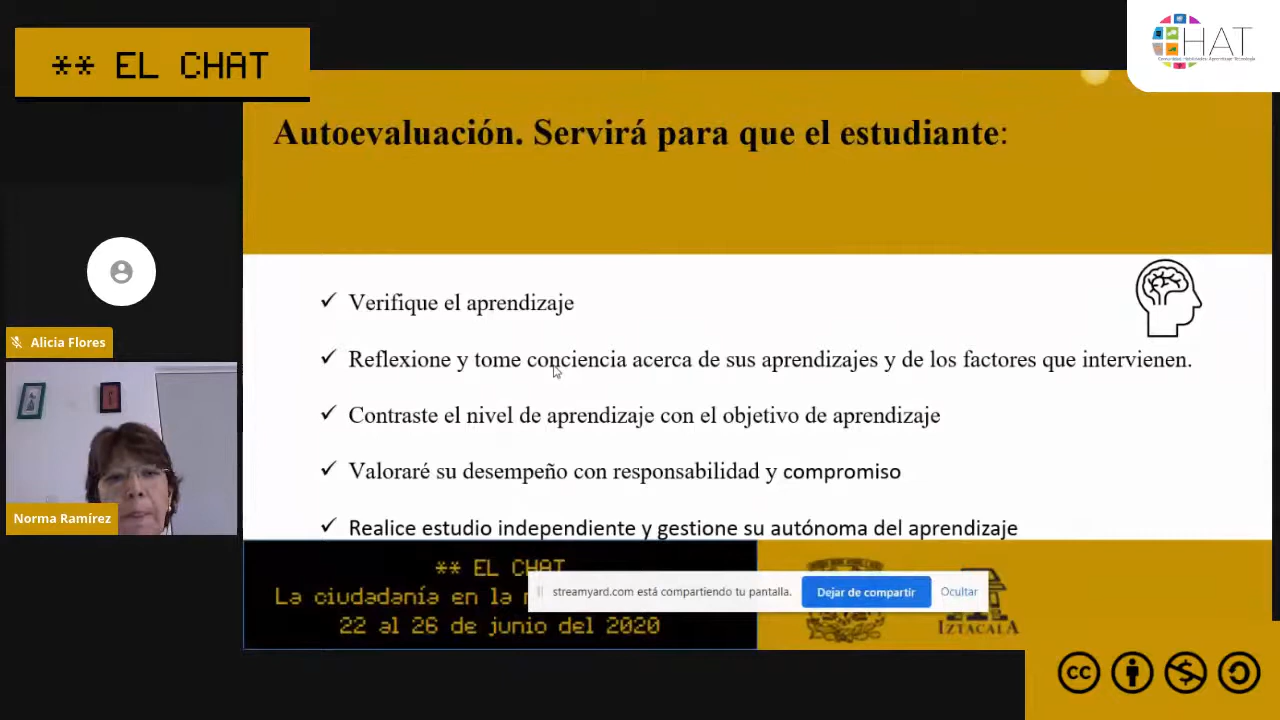 ** EL CHAT
HAT
Autoevaluación. Servirá para que el estudiante:
✓ Verifique el aprendizaje
✓ Reflexione y tome conciencia acerca de sus aprendizajes y de los factores que intervienen.
✓ Contraste el nivel de aprendizaje con el objetivo de aprendizaje
✓ Valoraré su desempeño con responsabilidad y compromiso
✓ Realice estudio independiente y gestione su autónoma del aprendizaje
Alicia Flores
Norma Ramírez
** EL CHAT
La ciudadanía en la
22 al 26 de junio del 2020
streamyard.com está compartiendo tu pantalla.
Dejar de compartir
Ocultar
IZTACALA
cc